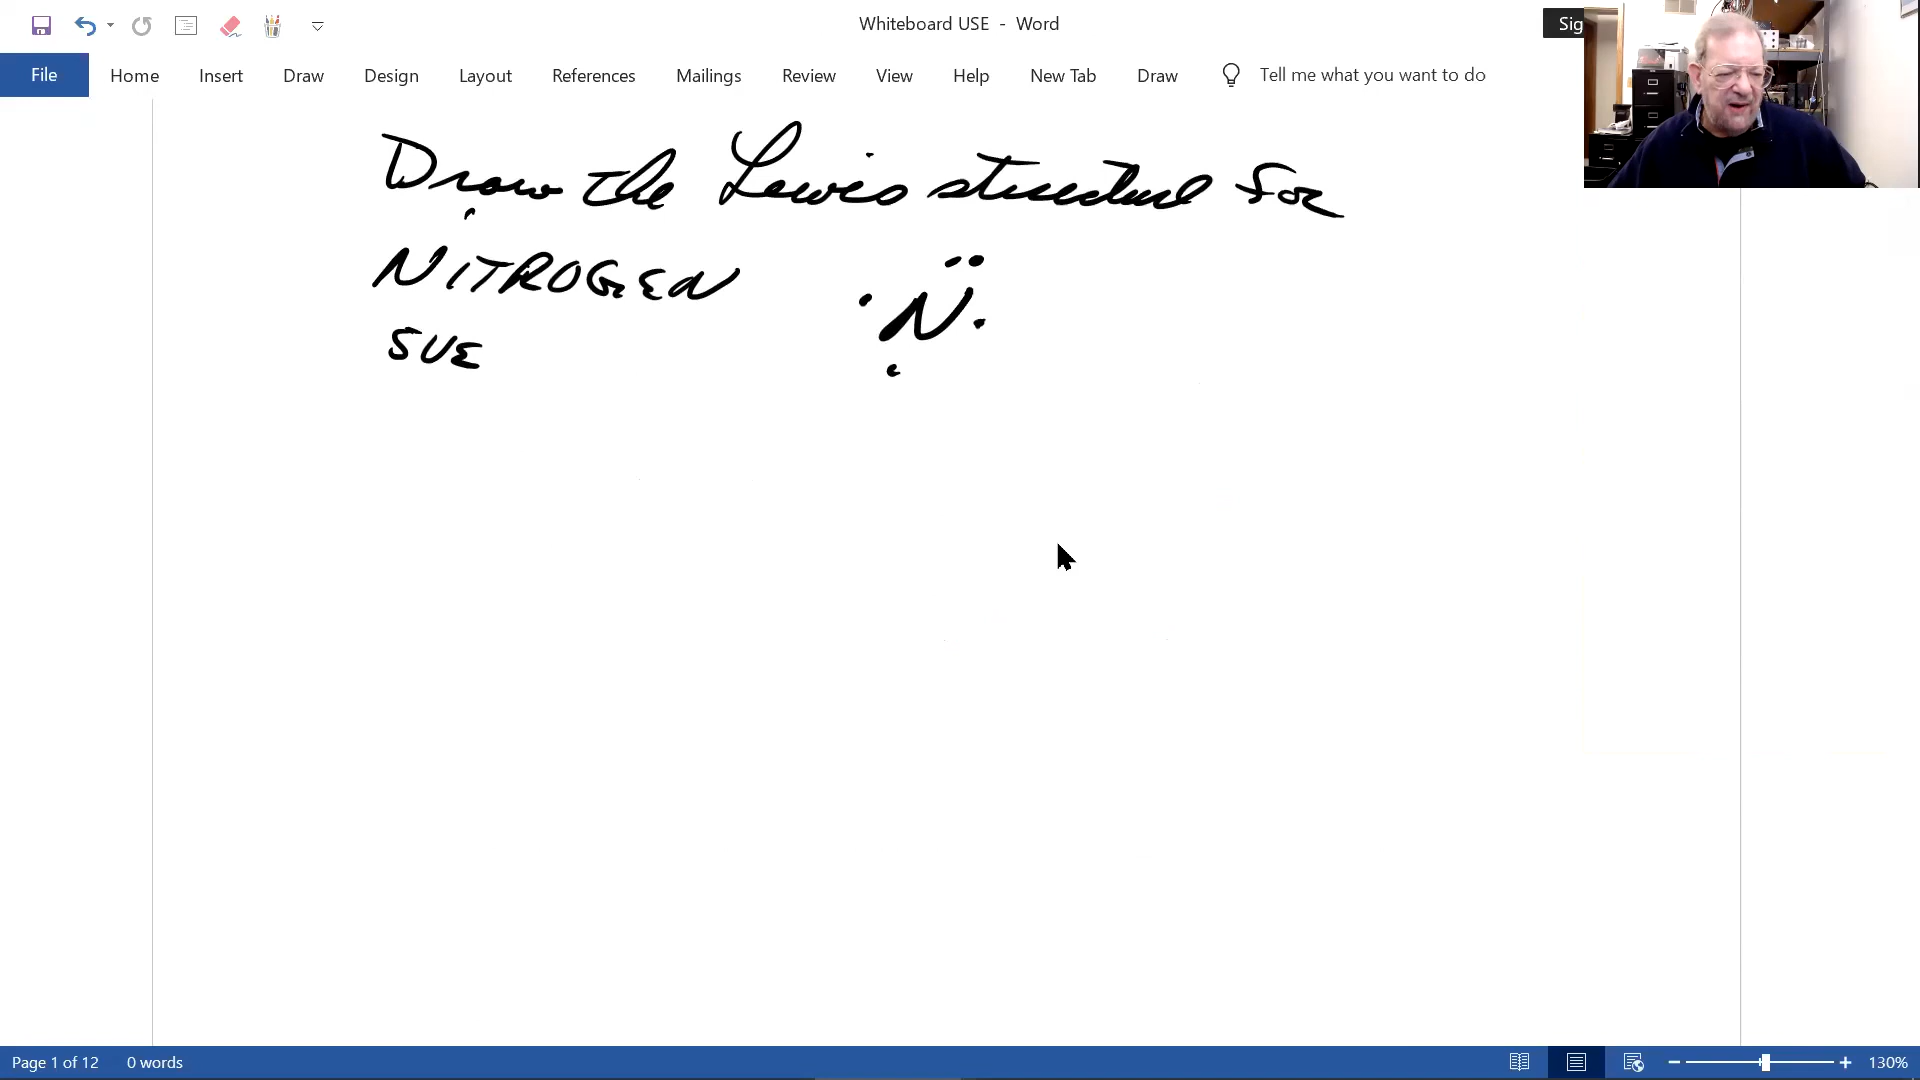 Whiteboard USE - Word
Sig
File Home Insert Draw Design Layout References Mailings Review View Help New Tab Draw Tell me what you want to do
Draw the Lewis structure for
NITROGEN
5VE
N
Page 1 of 12 0 words 130%